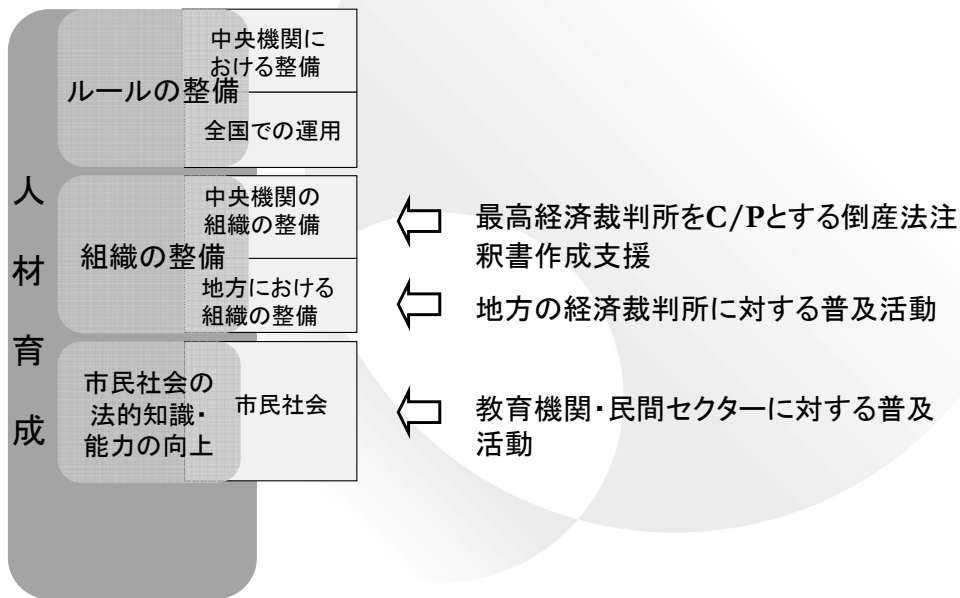 人材育成
ルールの整備
中央機関に
おける整備
全国での運用
組織の整備
中央機関の
組織の整備
地方における
組織の整備
市民社会の
法的知識・
能力の向上
市民社会
最高経済裁判所をC/Pとする倒産法注
釈書作成支援
地方の経済裁判所に対する普及活動
教育機関・民間セクターに対する普及
活動